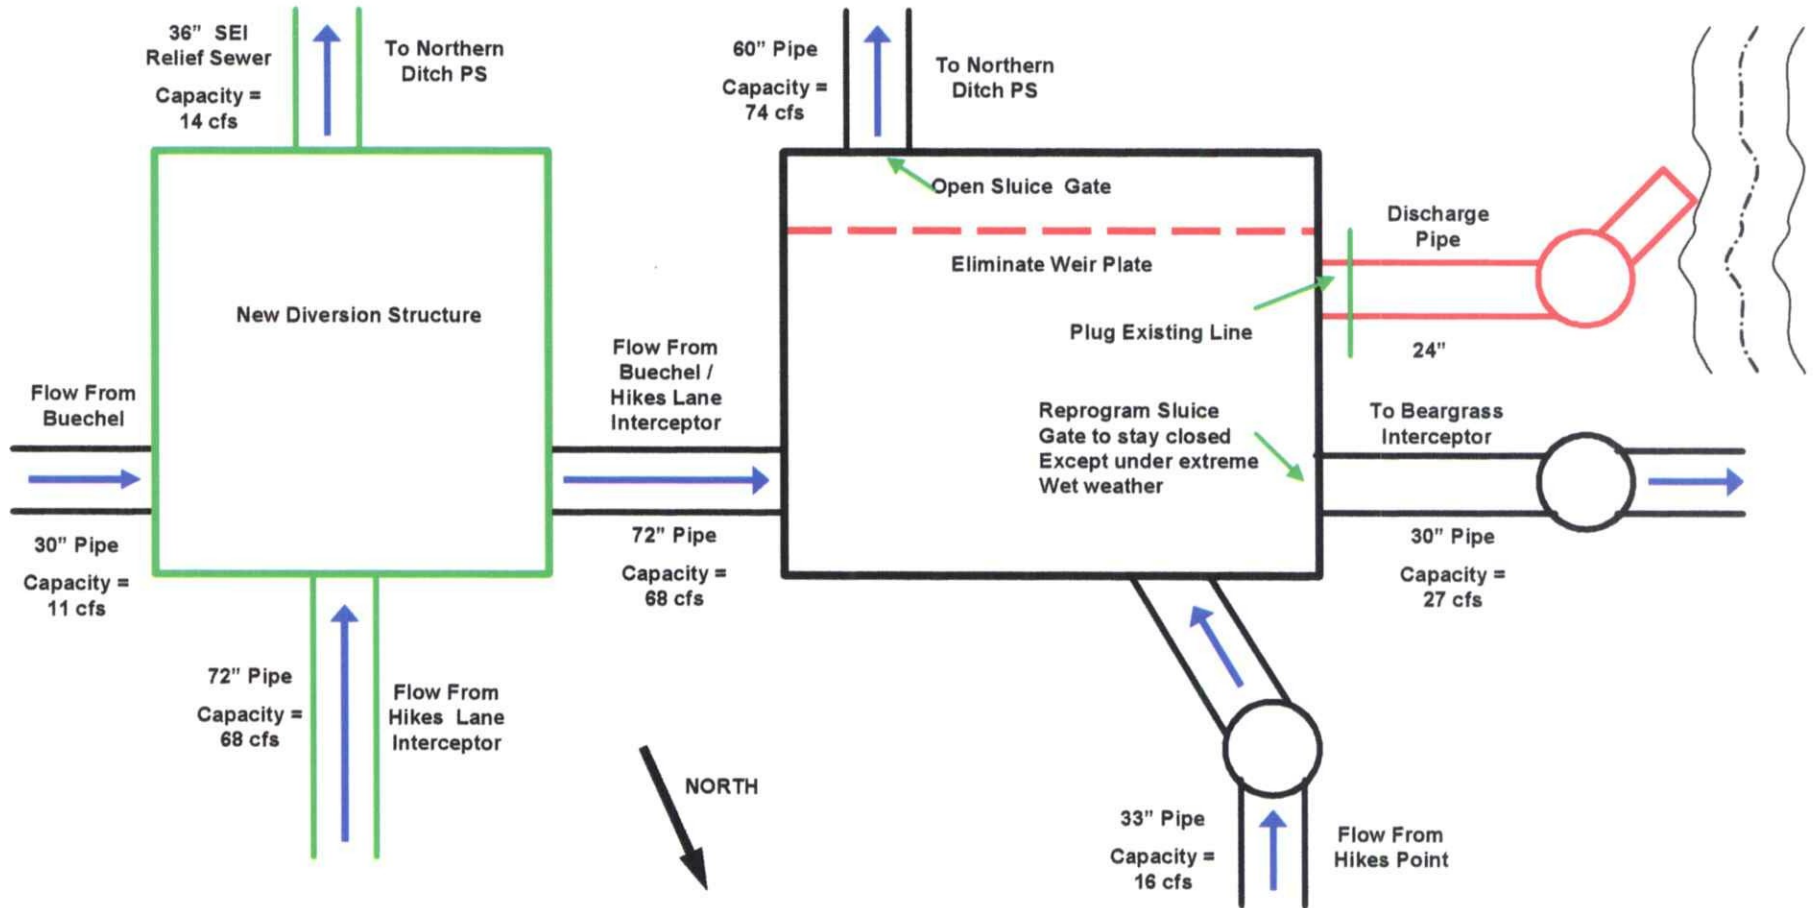 36” SEI
Relief Sewer
Capacity =
14 cfs
To Northern
Ditch PS
60” Pipe
Capacity =
74 cfs
To Northern
Ditch PS
Open Sluice Gate
Eliminate Weir Plate
Discharge
Pipe
Plug Existing Line
24”
New Diversion Structure
Flow From
Buechel
30” Pipe
Capacity =
11 cfs
Flow From
Buechel /
Hikes Lane
Interceptor
72” Pipe
Capacity =
68 cfs
Reprogram Sluice
Gate to stay closed
Except under extreme
Wet weather
To Beargrass
Interceptor
30” Pipe
Capacity =
27 cfs
72” Pipe
Capacity =
68 cfs
Flow From
Hikes Lane
Interceptor
NORTH
33” Pipe
Capacity =
16 cfs
Flow From
Hikes Point